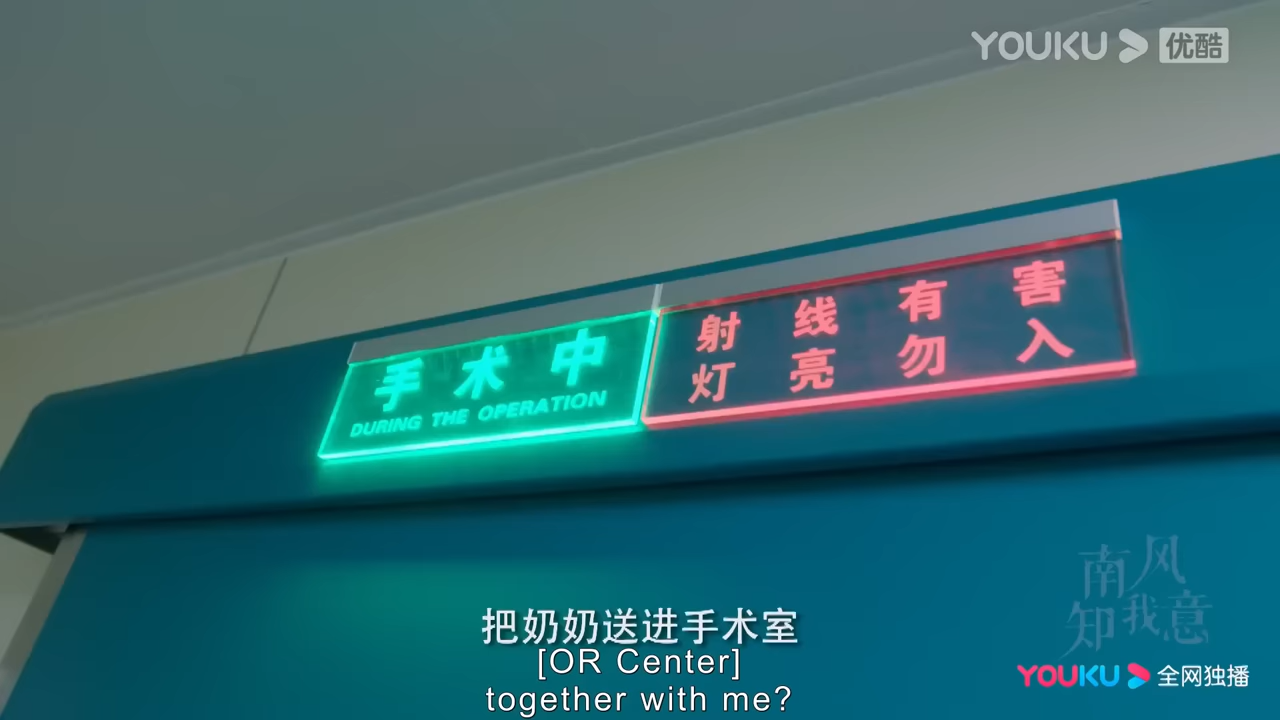 YOUKU 优酷
手术中
DURING THE OPERATION
射线有害
灯亮勿入
南风
知我意
把奶奶送进手术室
[OR Center]
together with me?
YOUKU 全网独播